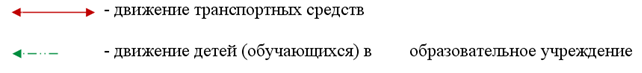 - движение транспортных средств
- движение детей (обучающихся) в образовательное учреждение